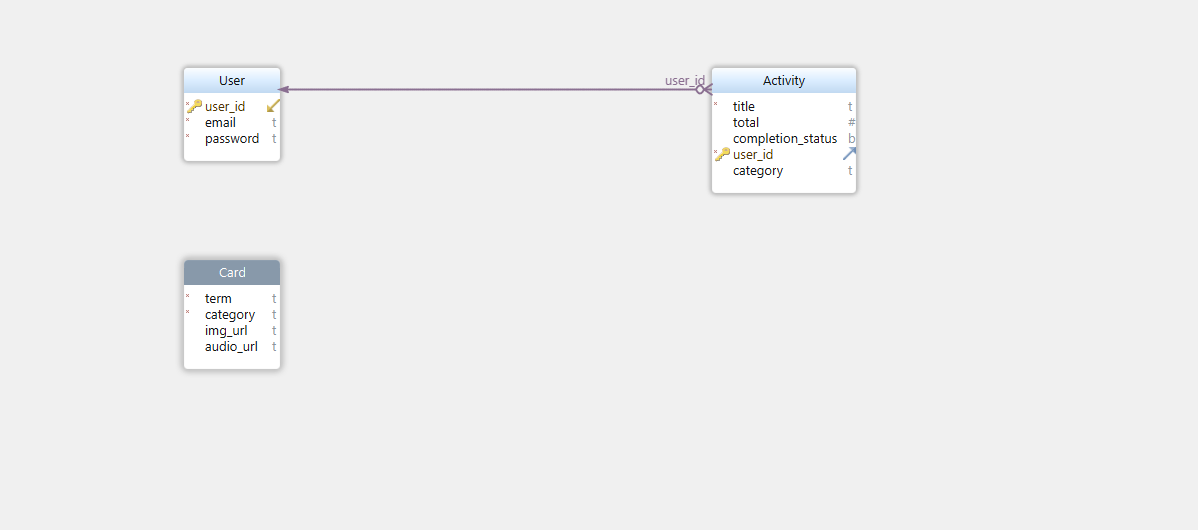 User
user_id
email t
password t
user_id
Activity
title t
total #
completion_status b
user_id
category t
Card
term t
category t
img_url t
audio_url t